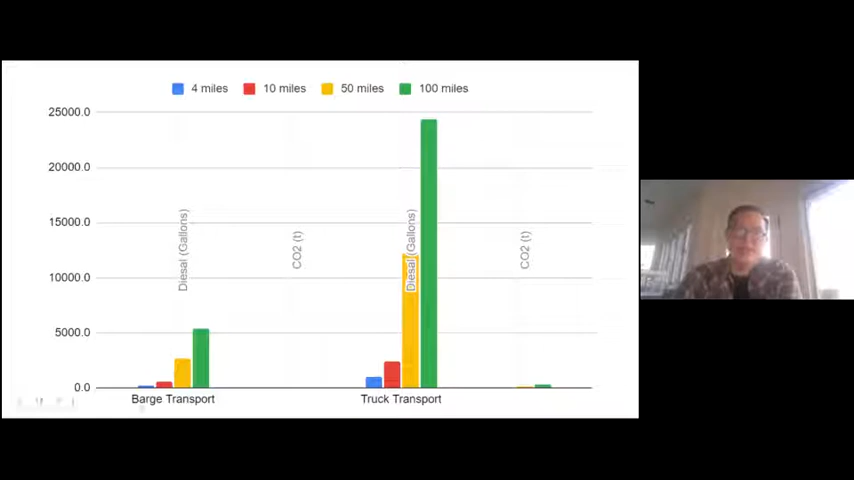 4 miles 10 miles 50 miles 100 miles
25000.0
20000.0
15000.0
10000.0
5000.0
0.0
Diesal (Gallons)
CO2 (t)
Diesal (Gallons)
CO2 (t)
Barge Transport
Truck Transport